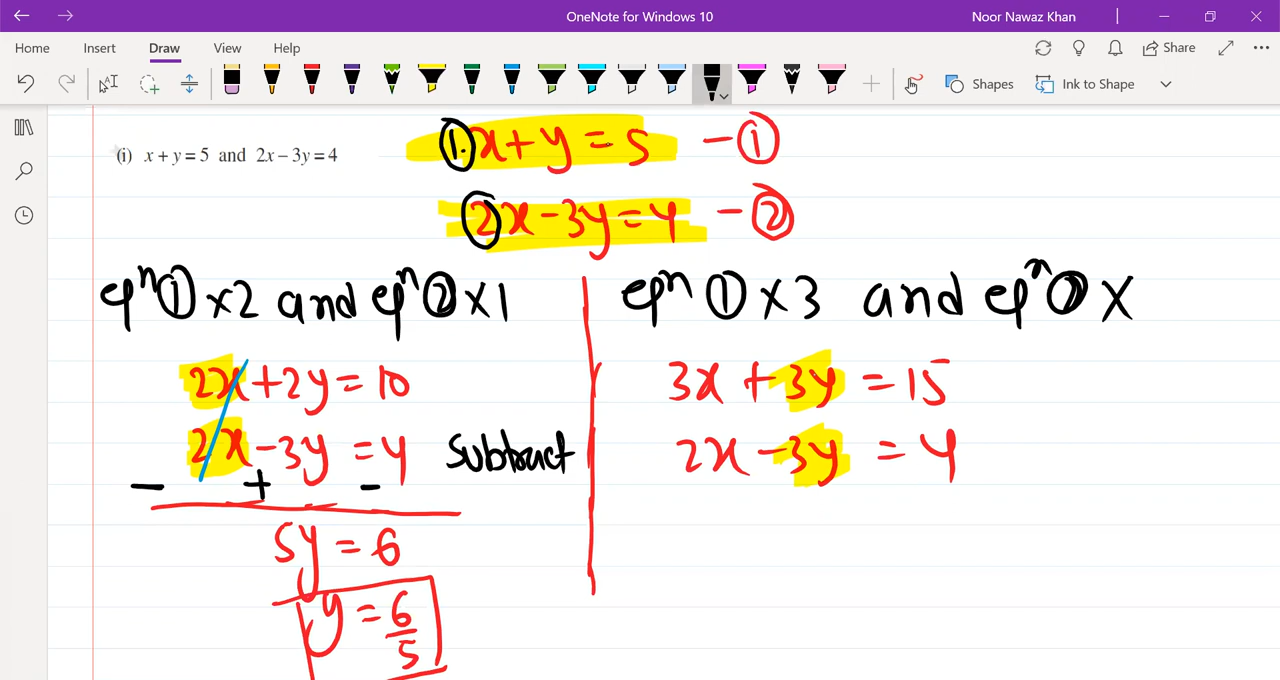 OneNote for Windows 10
Noor Nawaz Khan
Home Insert Draw View Help
Share
Shapes
Ink to Shape
(i) x + y = 5 and 2x − 3y = 4
1·x + y = 5 − ①
2x − 3y = 4 − ②
eqⁿ ① × 2 and eqⁿ ② × 1
2x + 2y = 10
2x − 3y = 4 subtract
− + −
5y = 6
y = 6/5
eqⁿ ① × 3 and eqⁿ ② ×
3x + 3y = 15
2x − 3y = 4